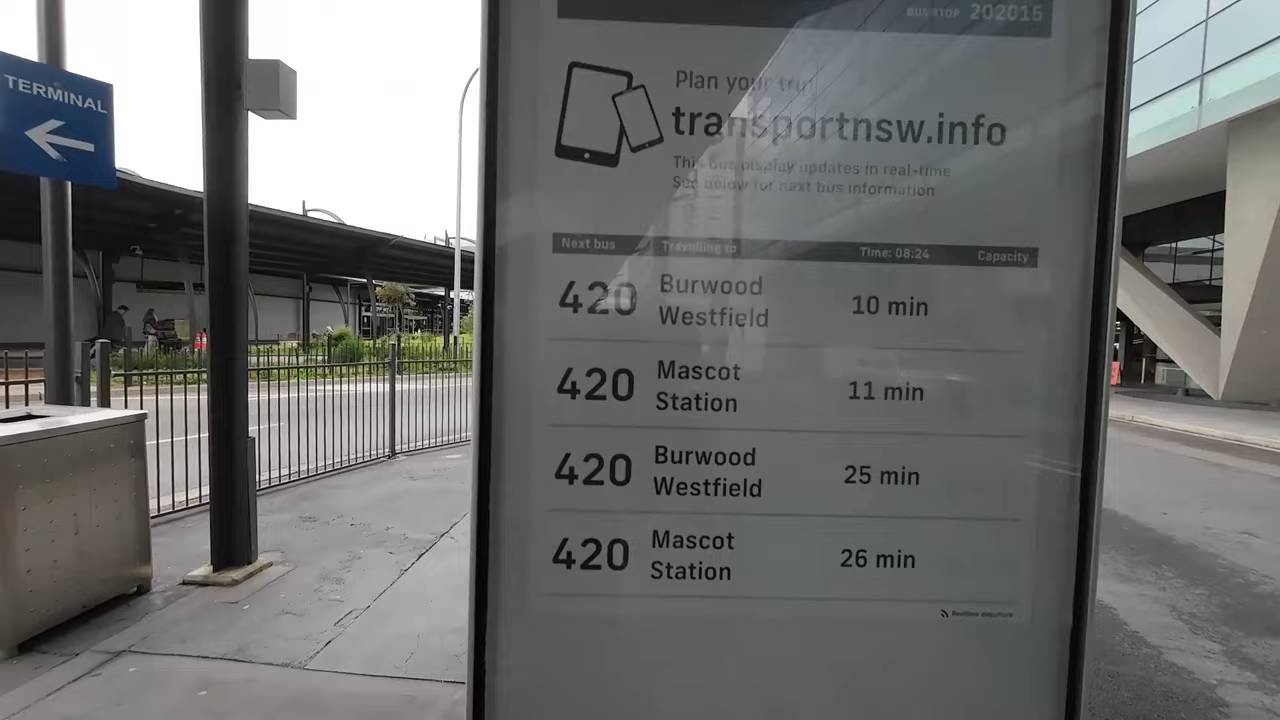 TERMINAL
BUS STOP 202015
Plan your trip
transportnsw.info
This bus display updates in real-time
See below for next bus information
Next bus Travelling to Time: 08:24 Capacity
420 Burwood Westfield 10 min
420 Mascot Station 11 min
420 Burwood Westfield 25 min
420 Mascot Station 26 min
Realtime departure